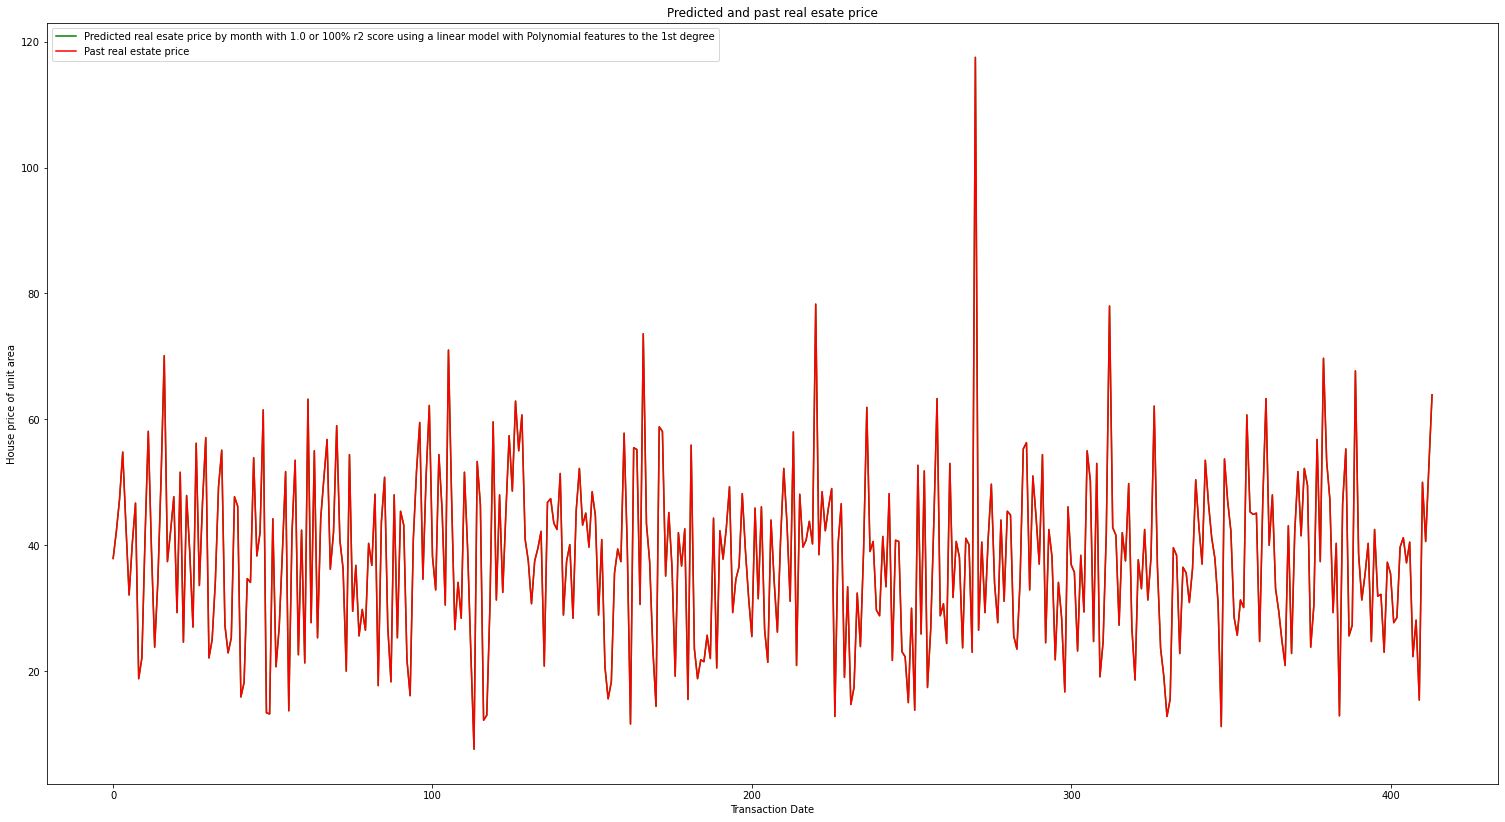 Predicted and past real esate price
Predicted real esate price by month with 1.0 or 100% r2 score using a linear model with Polynomial features to the 1st degree
Past real estate price
120
100
80
60
40
20
House price of unit area
0 100 200 300 400
Transaction Date